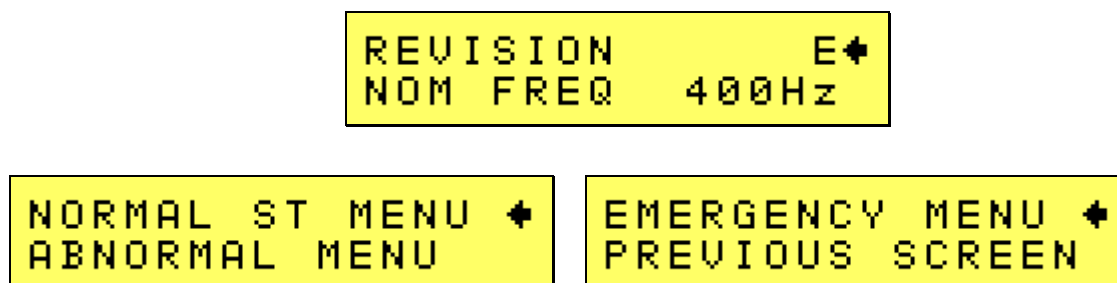 REVISION E
NOM FREQ 400Hz
NORMAL ST MENU
ABNORMAL MENU
EMERGENCY MENU
PREVIOUS SCREEN